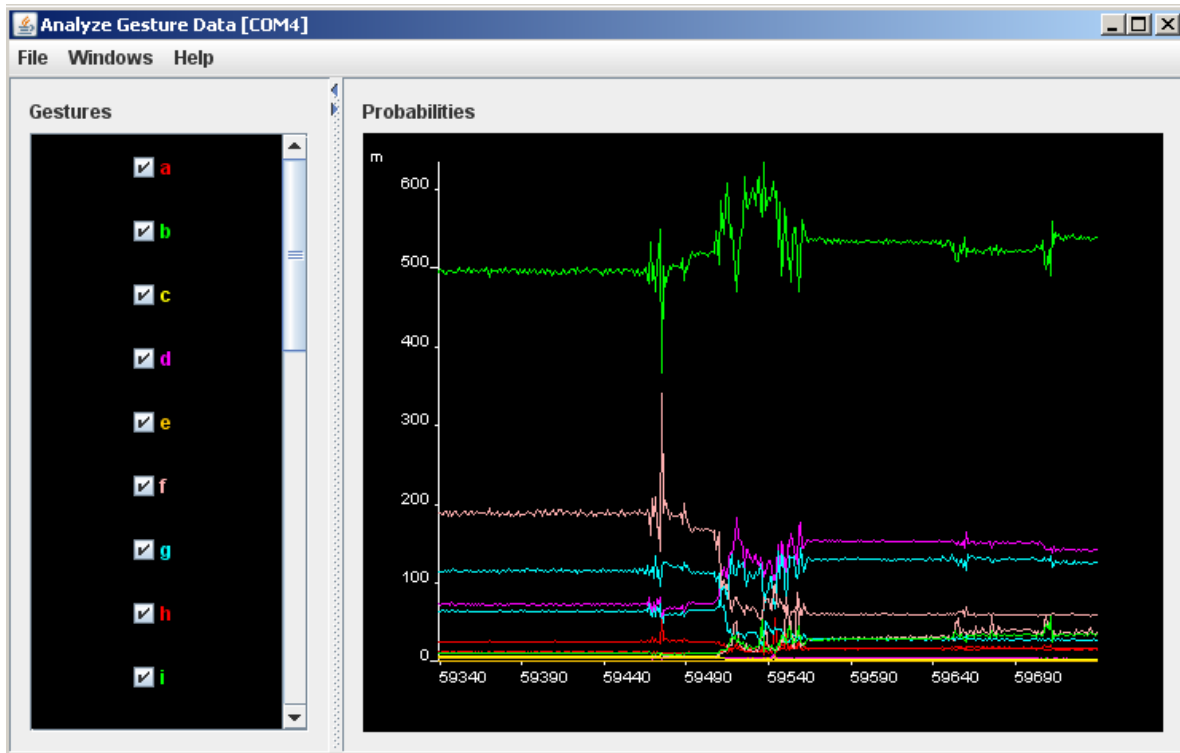 Analyze Gesture Data [COM4]
File Windows Help
Gestures
a
b
c
d
e
f
g
h
i
Probabilities
m
600
500
400
300
200
100
0
59340 59390 59440 59490 59540 59590 59640 59690